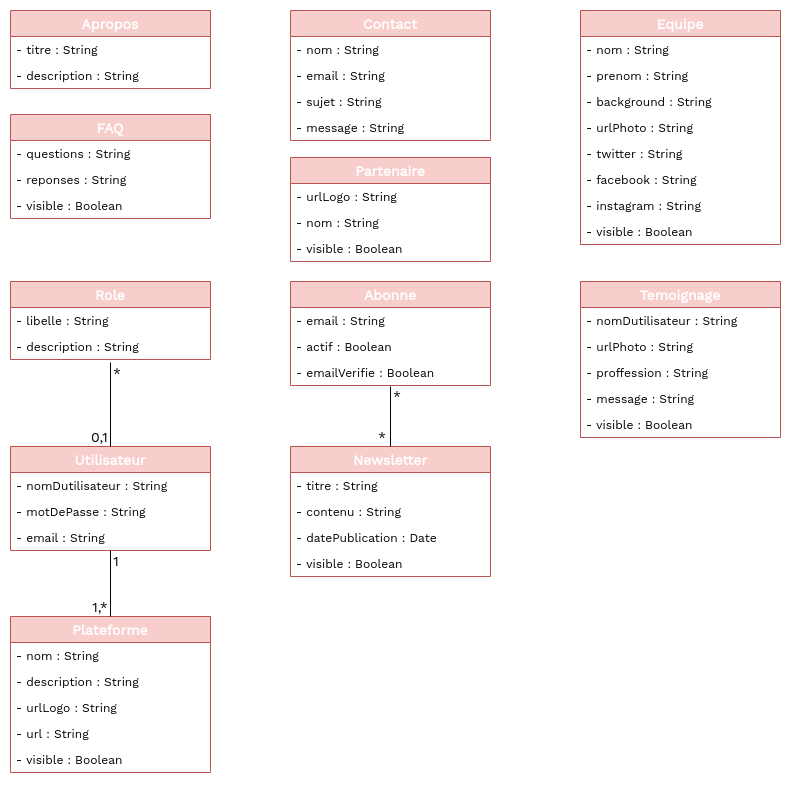 Apropos
- titre : String
- description : String
Contact
- nom : String
- email : String
- sujet : String
- message : String
Equipe
- nom : String
- prenom : String
- background : String
- urlPhoto : String
- twitter : String
- facebook : String
- instagram : String
- visible : Boolean
FAQ
- questions : String
- reponses : String
- visible : Boolean
Partenaire
- urlLogo : String
- nom : String
- visible : Boolean
Role
- libelle : String
- description : String
*
0,1
Utilisateur
- nomDutilisateur : String
- motDePasse : String
- email : String
1
1,*
Plateforme
- nom : String
- description : String
- urlLogo : String
- url : String
- visible : Boolean
Abonne
- email : String
- actif : Boolean
- emailVerifie : Boolean
*
*
Newsletter
- titre : String
- contenu : String
- datePublication : Date
- visible : Boolean
Temoignage
- nomDutilisateur : String
- urlPhoto : String
- proffession : String
- message : String
- visible : Boolean